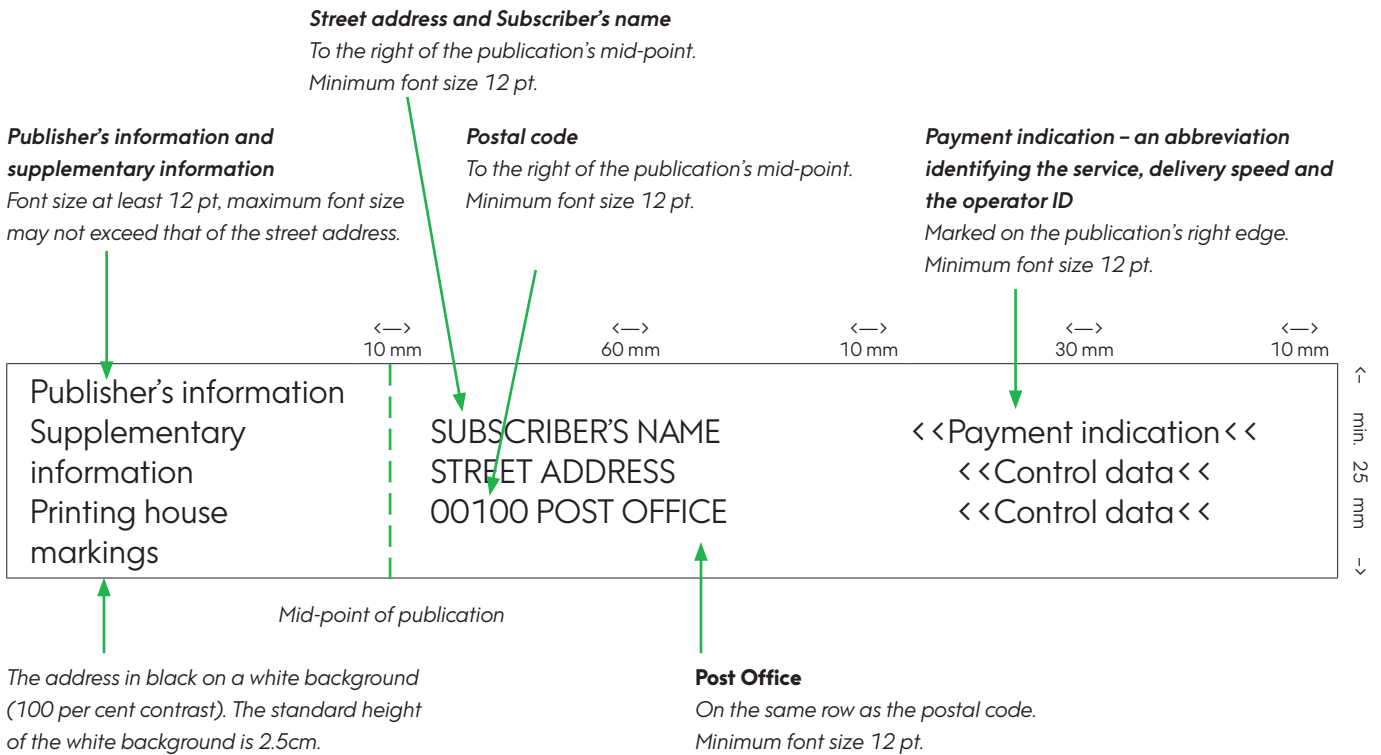 Street address and Subscriber's name
To the right of the publication's mid-point.
Minimum font size 12 pt.
Publisher's information and
supplementary information
Font size at least 12 pt, maximum font size
may not exceed that of the street address.
Postal code
To the right of the publication's mid-point.
Minimum font size 12 pt.
Payment indication – an abbreviation
identifying the service, delivery speed and
the operator ID
Marked on the publication's right edge.
Minimum font size 12 pt.
<—> <—> <—> <—> <—>
10 mm 60 mm 10 mm 30 mm 10 mm
Publisher's information
Supplementary
information
Printing house
markings
SUBSCRIBER'S NAME
STREET ADDRESS
00100 POST OFFICE
<<Payment indication<<
<<Control data<<
<<Control data<<
<– min. 25 mm –>
Mid-point of publication
The address in black on a white background
(100 per cent contrast). The standard height
of the white background is 2.5cm.
Post Office
On the same row as the postal code.
Minimum font size 12 pt.